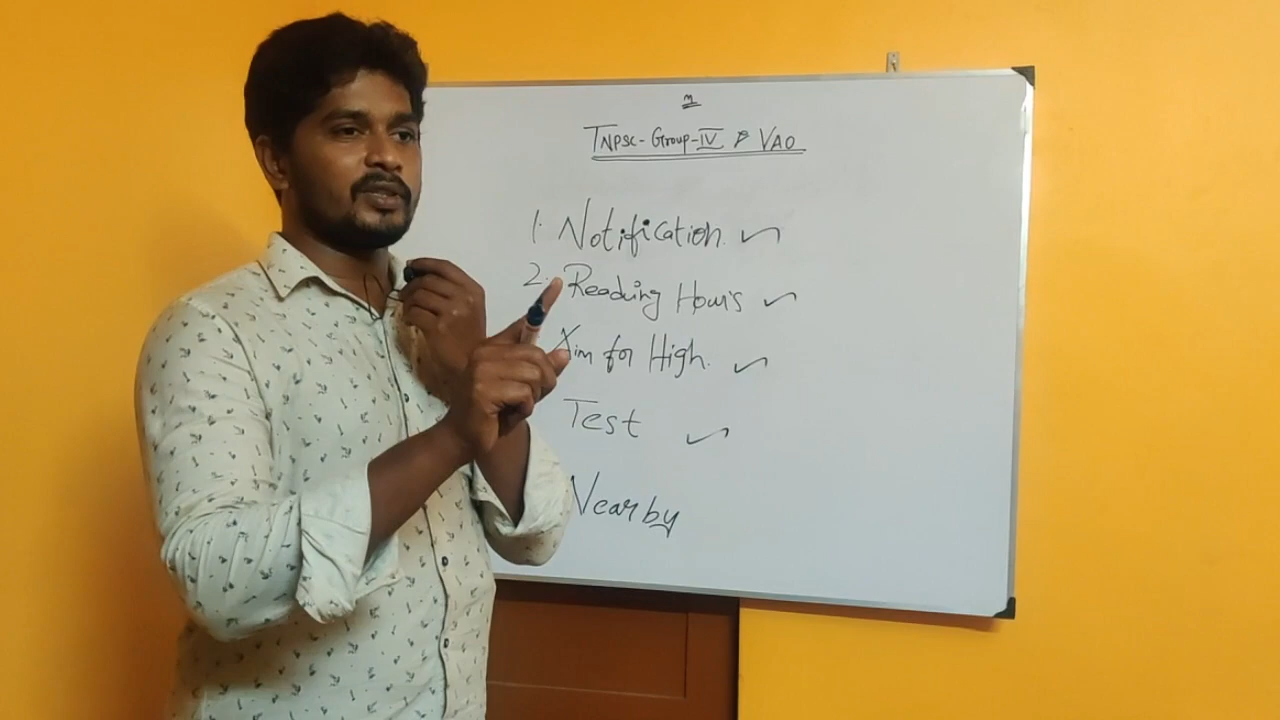 TNPSC-Group-IV & VAO
1. Notification
2. Reading Hours
Aim for High.
Test
Nearby